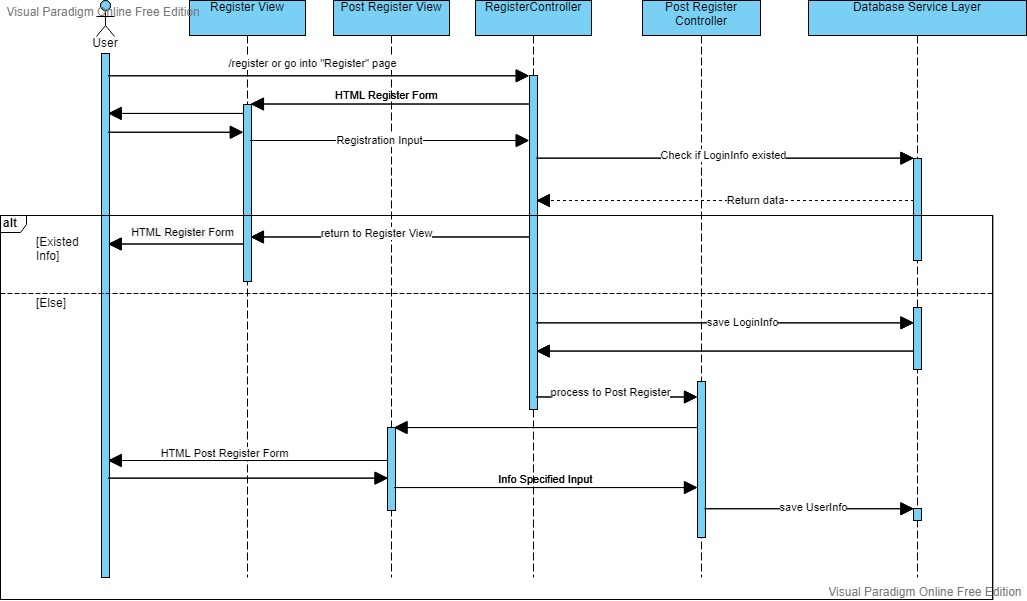 Visual Paradigm Online Free Edition
Register View
Post Register View
RegisterController
Post Register
Controller
Database Service Layer
User
/register or go into "Register" page
HTML Register Form
Registration Input
Check if LoginInfo existed
Return data
alt
[Existed
Info]
HTML Register Form
return to Register View
[Else]
save LoginInfo
process to Post Register
HTML Post Register Form
Info Specified Input
save UserInfo
Visual Paradigm Online Free Edition